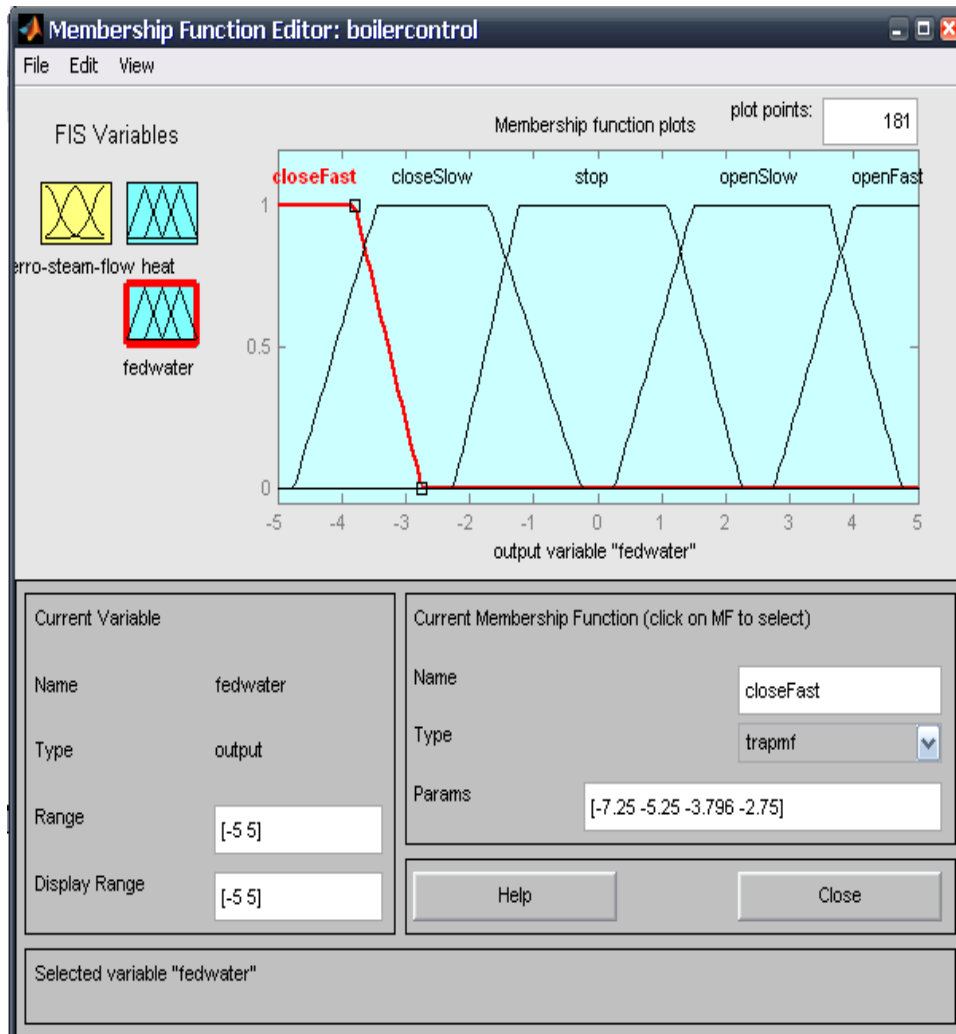 Membership Function Editor: boilercontrol
File Edit View
FIS Variables
Membership function plots
plot points:
181
erro-steam-flow
heat
fedwater
closeFast
closeSlow
stop
openSlow
openFast
1
0.5
0
-5 -4 -3 -2 -1 0 1 2 3 4 5
output variable "fedwater"
Current Variable
Name fedwater
Type output
Range [-5 5]
Display Range [-5 5]
Current Membership Function (click on MF to select)
Name closeFast
Type trapmf
Params [-7.25 -5.25 -3.796 -2.75]
Help
Close
Selected variable "fedwater"